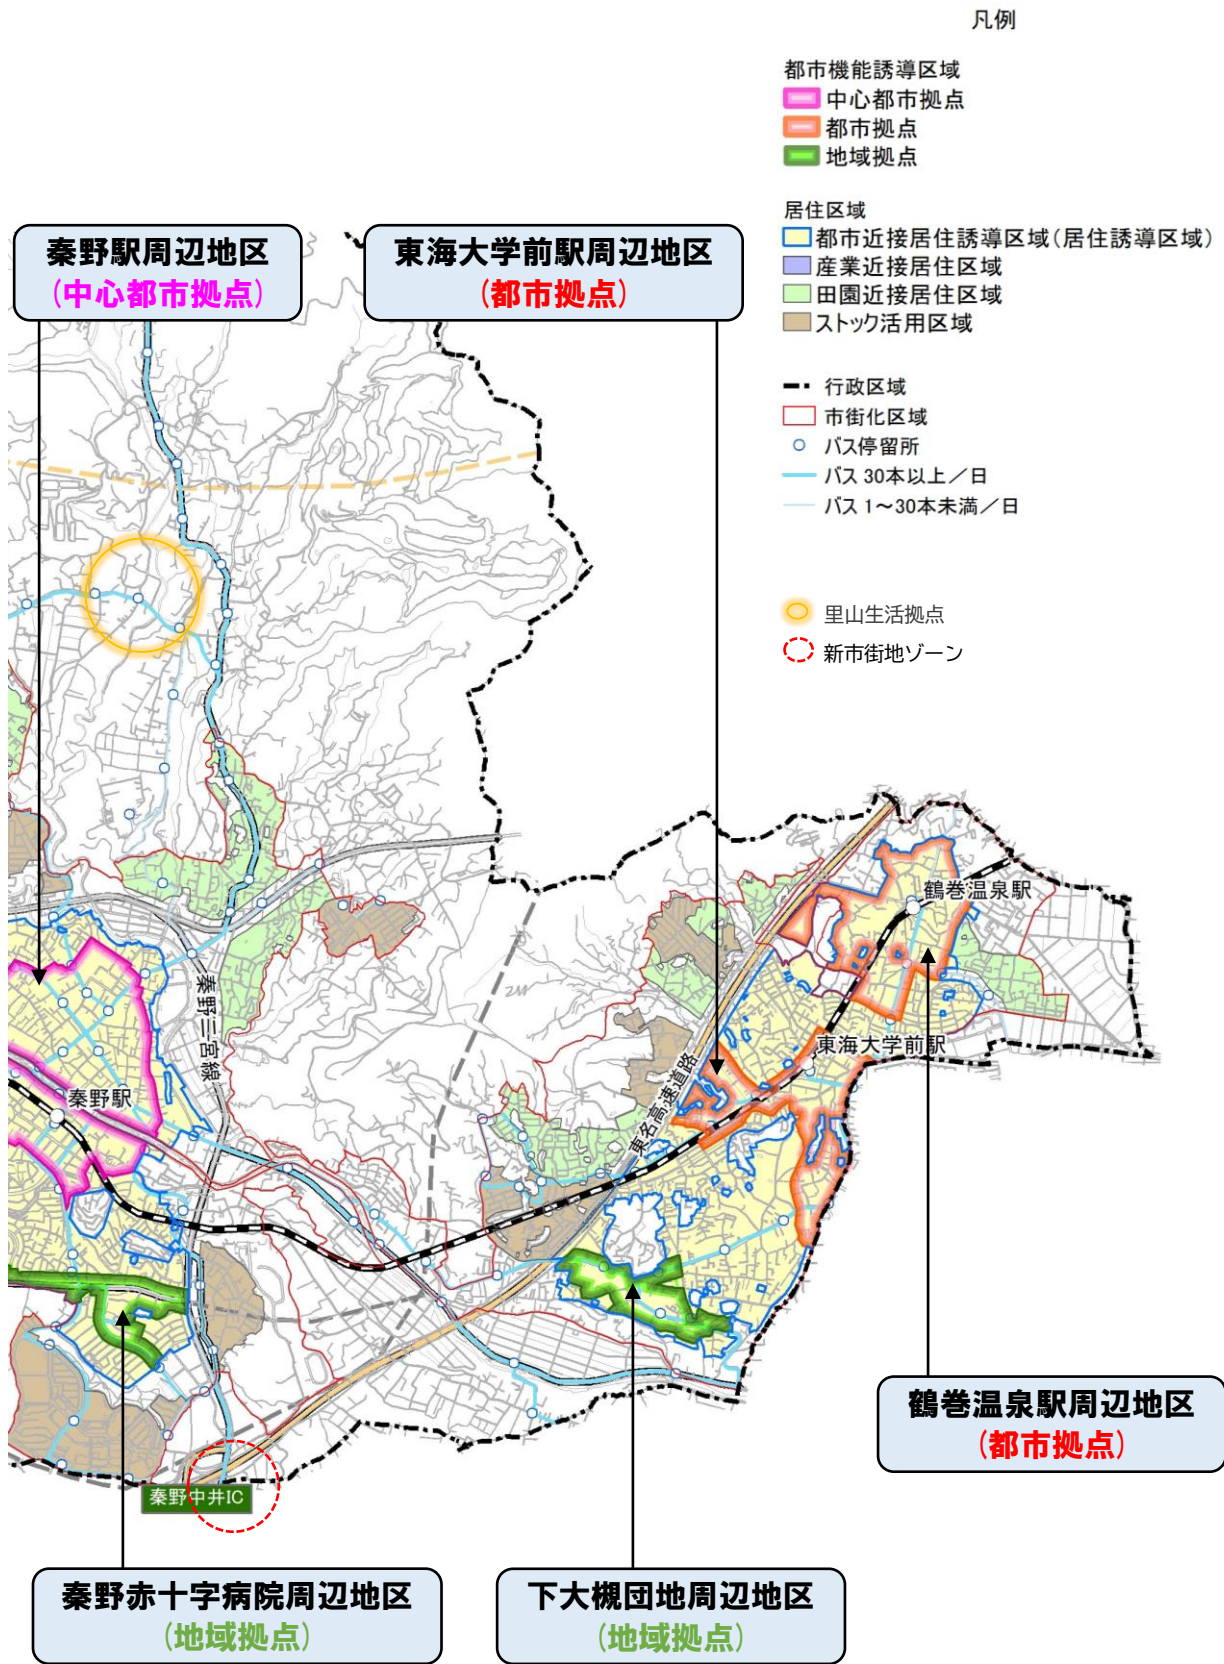 凡例
都市機能誘導区域
中心都市拠点
都市拠点
地域拠点
居住区域
都市近接居住誘導区域(居住誘導区域)
産業近接居住区域
田園近接居住区域
ストック活用区域
行政区域
市街化区域
バス停留所
バス 30本以上／日
バス 1～30本未満／日
里山生活拠点
新市街地ゾーン
秦野駅周辺地区
(中心都市拠点)
東海大学前駅周辺地区
(都市拠点)
鶴巻温泉駅
東海大学前駅
秦野二宮線
秦野駅
東名高速道路
鶴巻温泉駅周辺地区
(都市拠点)
秦野中井IC
秦野赤十字病院周辺地区
(地域拠点)
下大槻団地周辺地区
(地域拠点)